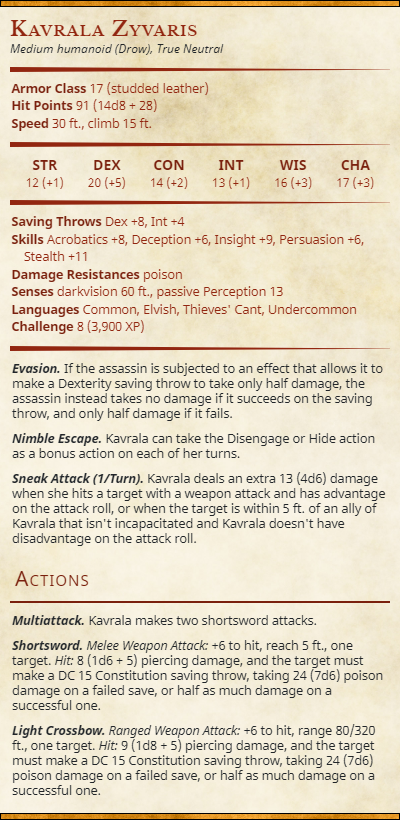 Kavrala Zyvaris
Medium humanoid (Drow), True Neutral
Armor Class 17 (studded leather)
Hit Points 91 (14d8 + 28)
Speed 30 ft., climb 15 ft.
STR DEX CON INT WIS CHA
12 (+1) 20 (+5) 14 (+2) 13 (+1) 16 (+3) 17 (+3)
Saving Throws Dex +8, Int +4
Skills Acrobatics +8, Deception +6, Insight +9, Persuasion +6,
Stealth +11
Damage Resistances poison
Senses darkvision 60 ft., passive Perception 13
Languages Common, Elvish, Thieves' Cant, Undercommon
Challenge 8 (3,900 XP)
Evasion. If the assassin is subjected to an effect that allows it to
make a Dexterity saving throw to take only half damage, the
assassin instead takes no damage if it succeeds on the saving
throw, and only half damage if it fails.
Nimble Escape. Kavrala can take the Disengage or Hide action
as a bonus action on each of her turns.
Sneak Attack (1/Turn). Kavrala deals an extra 13 (4d6) damage
when she hits a target with a weapon attack and has advantage
on the attack roll, or when the target is within 5 ft. of an ally of
Kavrala that isn't incapacitated and Kavrala doesn't have
disadvantage on the attack roll.
Actions
Multiattack. Kavrala makes two shortsword attacks.
Shortsword. Melee Weapon Attack: +6 to hit, reach 5 ft., one
target. Hit: 8 (1d6 + 5) piercing damage, and the target must
make a DC 15 Constitution saving throw, taking 24 (7d6) poison
damage on a failed save, or half as much damage on a
successful one.
Light Crossbow. Ranged Weapon Attack: +6 to hit, range 80/320
ft., one target. Hit: 9 (1d8 + 5) piercing damage, and the target
must make a DC 15 Constitution saving throw, taking 24 (7d6)
poison damage on a failed save, or half as much damage on a
successful one.